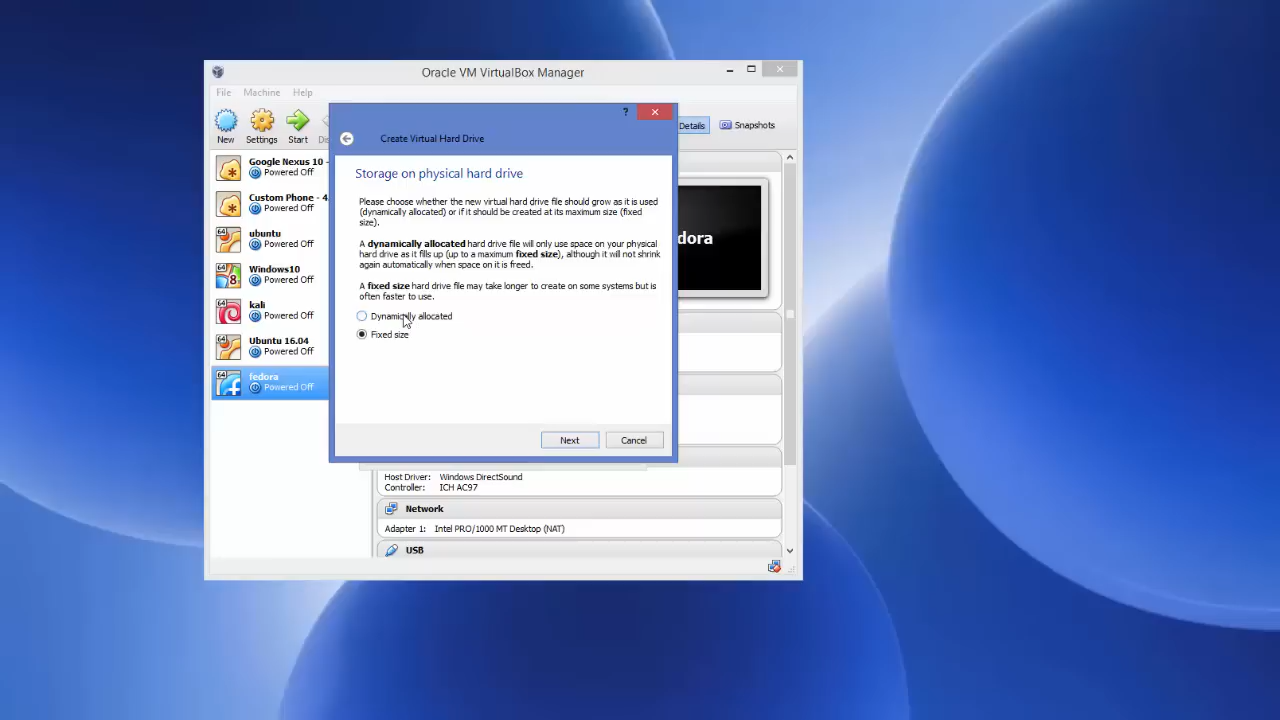 Oracle VM VirtualBox Manager
File Machine Help
New Settings Start Dis
Details Snapshots
Create Virtual Hard Drive
Storage on physical hard drive
Please choose whether the new virtual hard drive file should grow as it is used
(dynamically allocated) or if it should be created at its maximum size (fixed
size).
A dynamically allocated hard drive file will only use space on your physical
hard drive as it fills up (up to a maximum fixed size), although it will not shrink
again automatically when space on it is freed.
A fixed size hard drive file may take longer to create on some systems but is
often faster to use.
Dynamically allocated
Fixed size
Next Cancel
Google Nexus 10 -
Powered Off
Custom Phone - 4.
Powered Off
ubuntu
Powered Off
Windows10
Powered Off
kali
Powered Off
Ubuntu 16.04
Powered Off
fedora
Powered Off
dora
Host Driver: Windows DirectSound
Controller: ICH AC97
Network
Adapter 1: Intel PRO/1000 MT Desktop (NAT)
USB